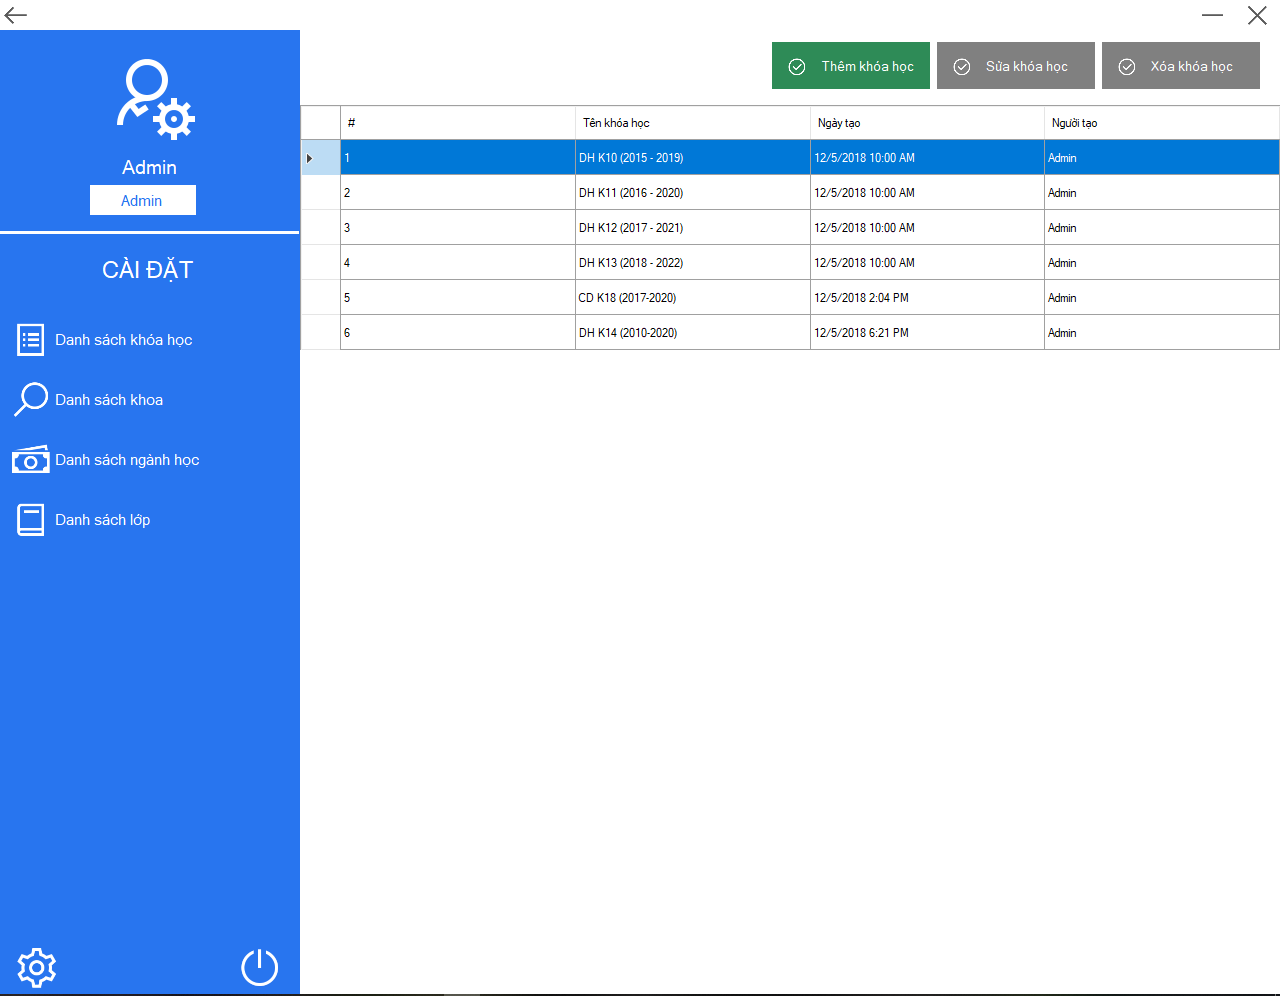 Thêm khóa học Sửa khóa học Xóa khóa học
Admin
Admin
CÀI ĐẶT
Danh sách khóa học
Danh sách khoa
Danh sách ngành học
Danh sách lớp
# Tên khóa học Ngày tạo Người tạo
1 DH K10 (2015 - 2019) 12/5/2018 10:00 AM Admin
2 DH K11 (2016 - 2020) 12/5/2018 10:00 AM Admin
3 DH K12 (2017 - 2021) 12/5/2018 10:00 AM Admin
4 DH K13 (2018 - 2022) 12/5/2018 10:00 AM Admin
5 CD K18 (2017-2020) 12/5/2018 2:04 PM Admin
6 DH K14 (2010-2020) 12/5/2018 6:21 PM Admin